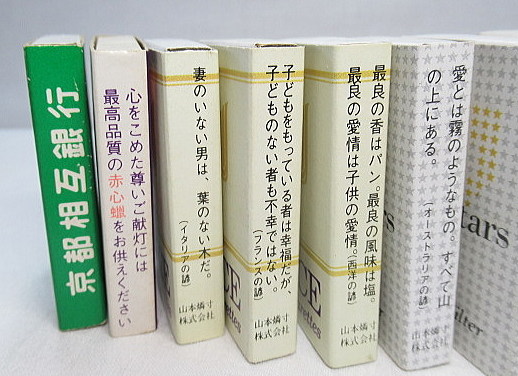 京都相互銀行
心をこめた尊いご献灯には
最高品質の赤心蠟をお供えください
妻のいない男は、葉のない木だ。
(イタリアの諺)
山本燐寸
株式会社
子どもをもっている者は幸福だが、
子どものない者も不幸ではない。
(フランスの諺)
山本燐寸
株式会社
CE
ettes
最良の香はパン。最良の風味は塩。
最良の愛情は子供の愛情。
(西洋の諺)
山本燐寸
株式会社
CE
ettes
愛とは霧のようなもの。すべて山
の上にある。
(オーストラリアの諺)
山本燐寸
株式会社
tars
ilter